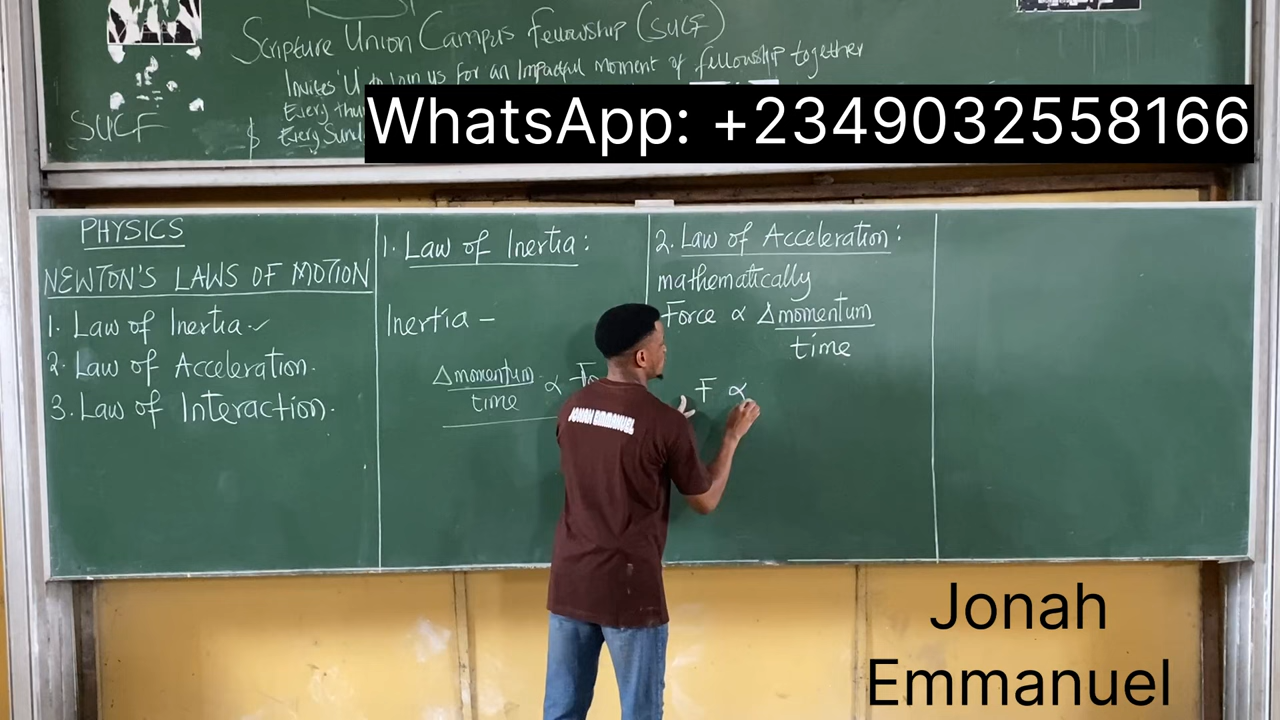 Scripture Union Campus Fellowship (SUCF)
Invites 'U' to Join us for an Impactful moment of fellowship together
Every
Every Sund
SUCF
WhatsApp: +2349032558166
PHYSICS
NEWTON'S LAWS OF MOTION
1. Law of Inertia.✓
2. Law of Acceleration.
3. Law of Interaction.
1. Law of Inertia:
Inertia –
Δmomentum
time
∝ Fo
2. Law of Acceleration:
mathematically
Force ∝ Δmomentum
time
F ∝
JONAH EMMANUEL
Jonah
Emmanuel